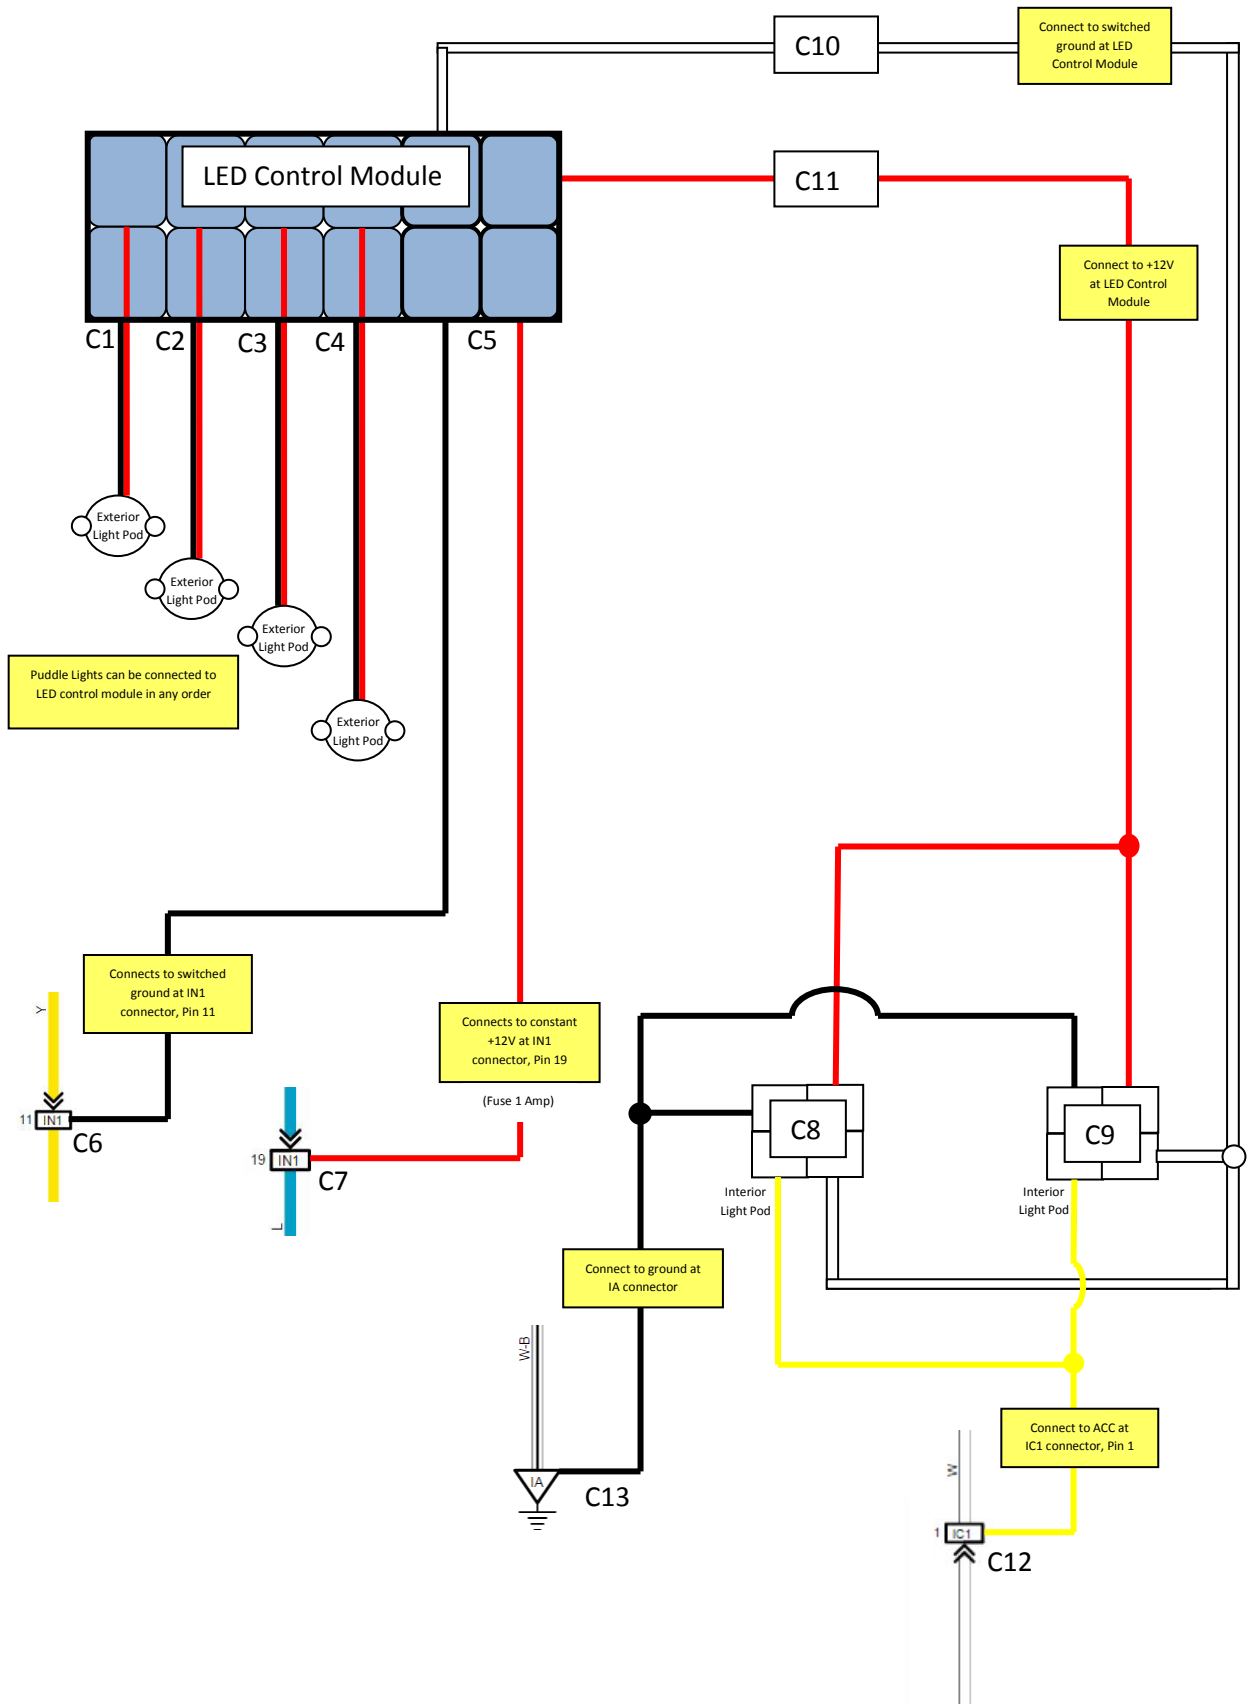 C10
Connect to switched
ground at LED
Control Module
LED Control Module
C11
Connect to +12V
at LED Control
Module
C1
C2
C3
C4
C5
Exterior
Light Pod
Exterior
Light Pod
Exterior
Light Pod
Exterior
Light Pod
Puddle Lights can be connected to
LED control module in any order
Connects to switched
ground at IN1
connector, Pin 11
Y
11
IN1
C6
Connects to constant
+12V at IN1
connector, Pin 19
(Fuse 1 Amp)
19
IN1
C7
L
C8
Interior
Light Pod
C9
Interior
Light Pod
Connect to ground at
IA connector
W-B
IA
C13
Connect to ACC at
IC1 connector, Pin 1
W
1
IC1
C12